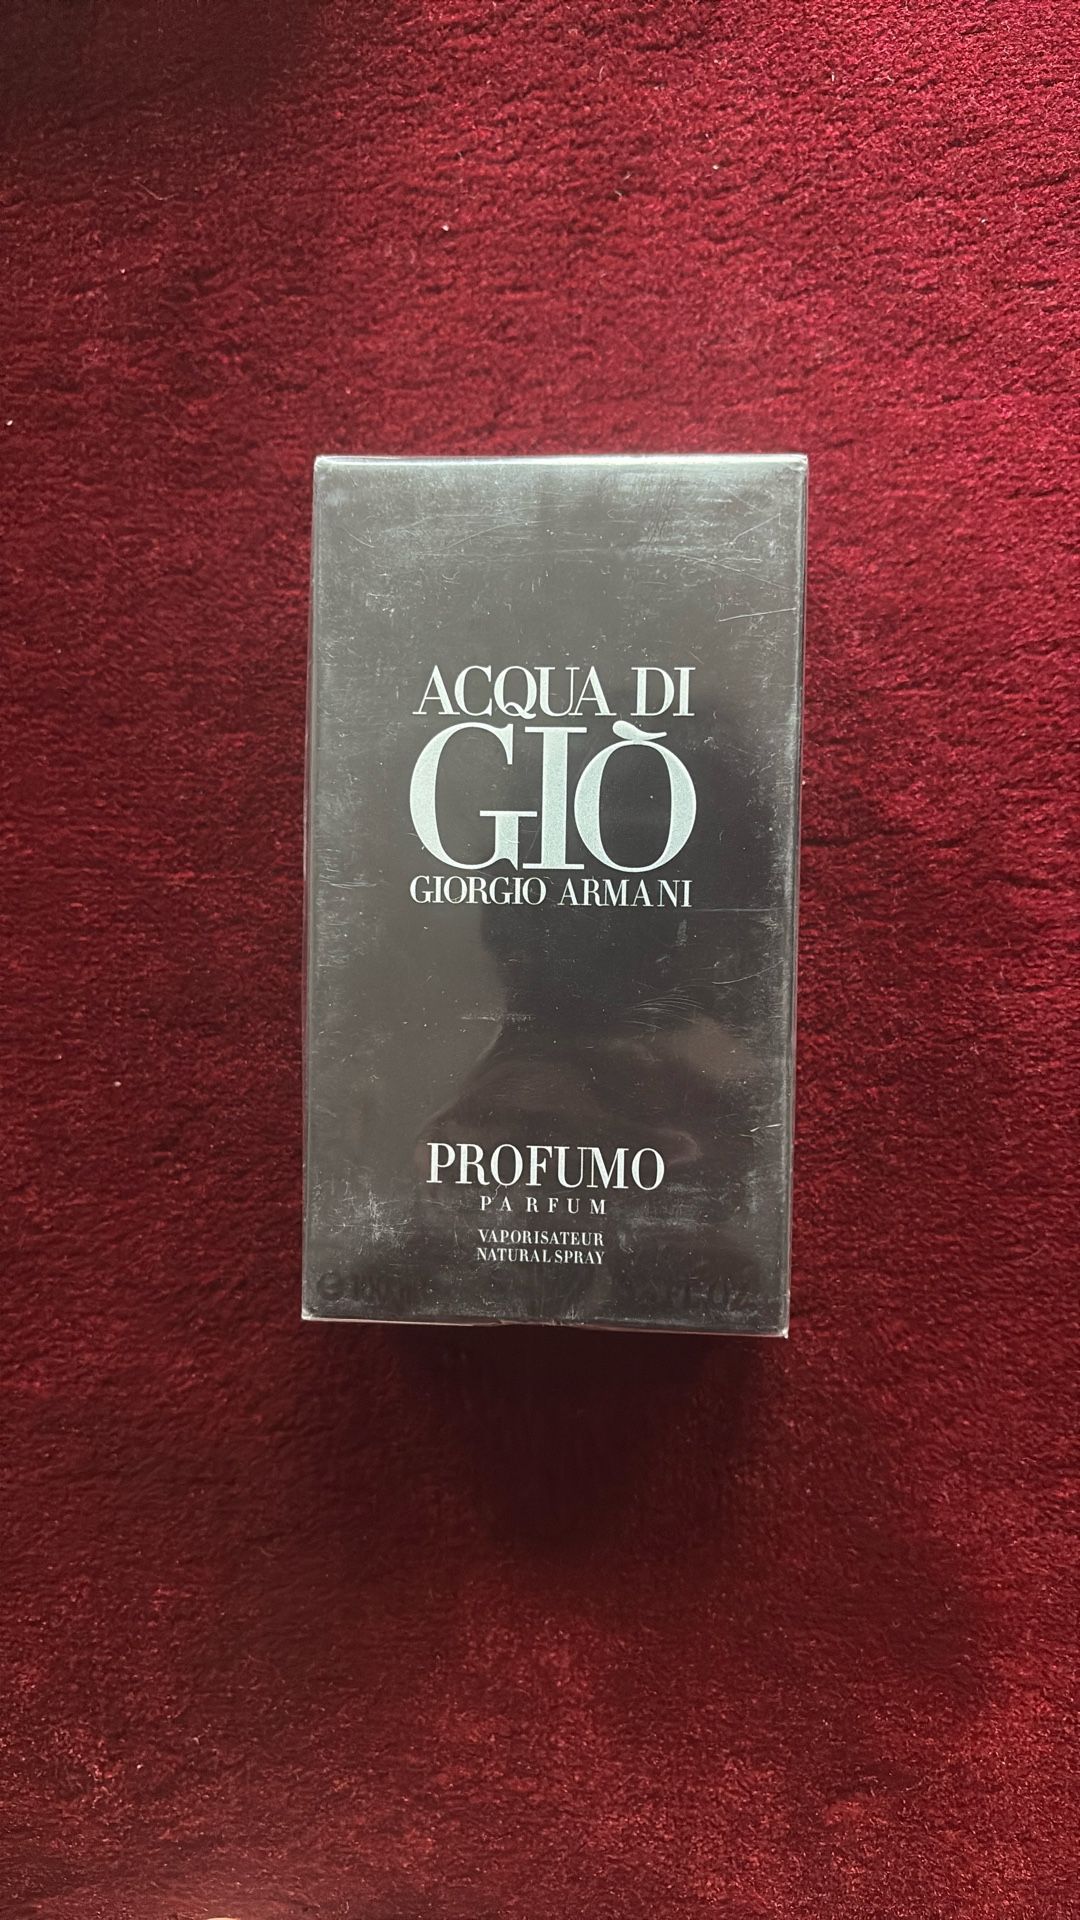 ACQUA DI
GIÒ
GIORGIO ARMANI
PROFUMO
PARFUM
VAPORISATEUR
NATURAL SPRAY